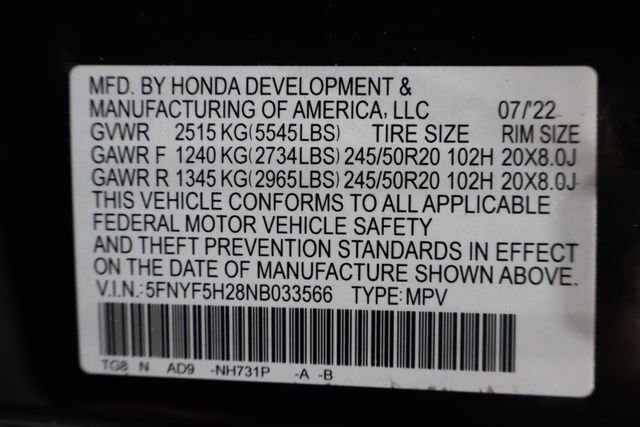 MFD. BY HONDA DEVELOPMENT &
MANUFACTURING OF AMERICA, LLC 07/'22
GVWR 2515 KG(5545LBS) TIRE SIZE RIM SIZE
GAWR F 1240 KG(2734LBS) 245/50R20 102H 20X8.0J
GAWR R 1345 KG(2965LBS) 245/50R20 102H 20X8.0J
THIS VEHICLE CONFORMS TO ALL APPLICABLE
FEDERAL MOTOR VEHICLE SAFETY
AND THEFT PREVENTION STANDARDS IN EFFECT
ON THE DATE OF MANUFACTURE SHOWN ABOVE.
V.I.N.:5FNYF5H28NB033566 TYPE:MPV
TG8 N AD9 -NH731P -A -B